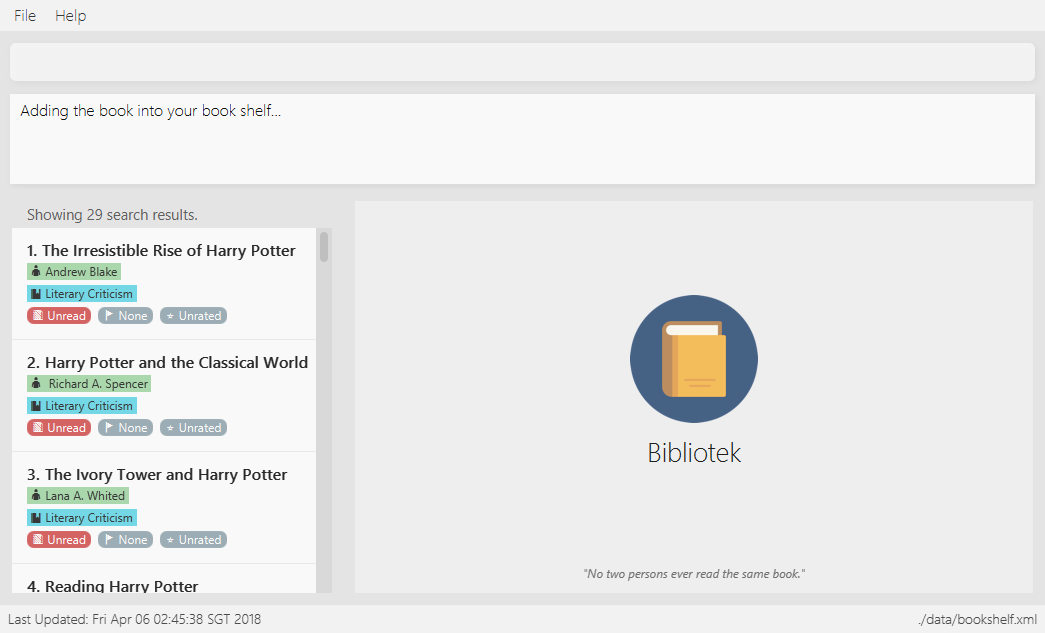 File Help
Adding the book into your book shelf...
Showing 29 search results.
1. The Irresistible Rise of Harry Potter
Andrew Blake
Literary Criticism
Unread None Unrated
2. Harry Potter and the Classical World
Richard A. Spencer
Literary Criticism
Unread None Unrated
3. The Ivory Tower and Harry Potter
Lana A. Whited
Literary Criticism
Unread None Unrated
4. Reading Harry Potter
Bibliotek
"No two persons ever read the same book."
Last Updated: Fri Apr 06 02:45:38 SGT 2018
./data/bookshelf.xml